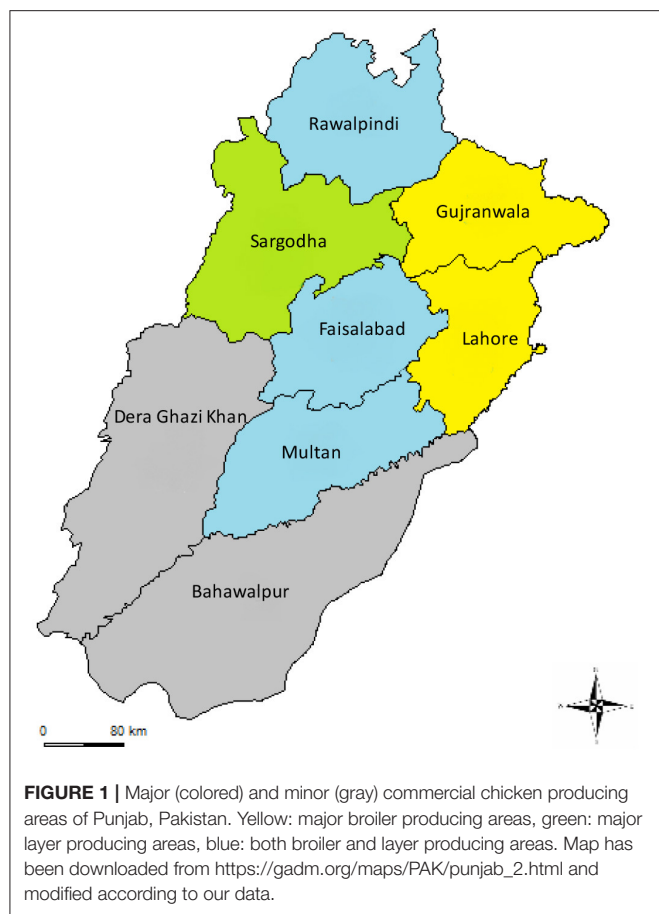 Rawalpindi
Gujranwala
Sargodha
Faisalabad
Lahore
Dera Ghazi Khan
Multan
Bahawalpur
0 80 km
N
W E
S
FIGURE 1 | Major (colored) and minor (gray) commercial chicken producing
areas of Punjab, Pakistan. Yellow: major broiler producing areas, green: major
layer producing areas, blue: both broiler and layer producing areas. Map has
been downloaded from https://gadm.org/maps/PAK/punjab_2.html and
modified according to our data.